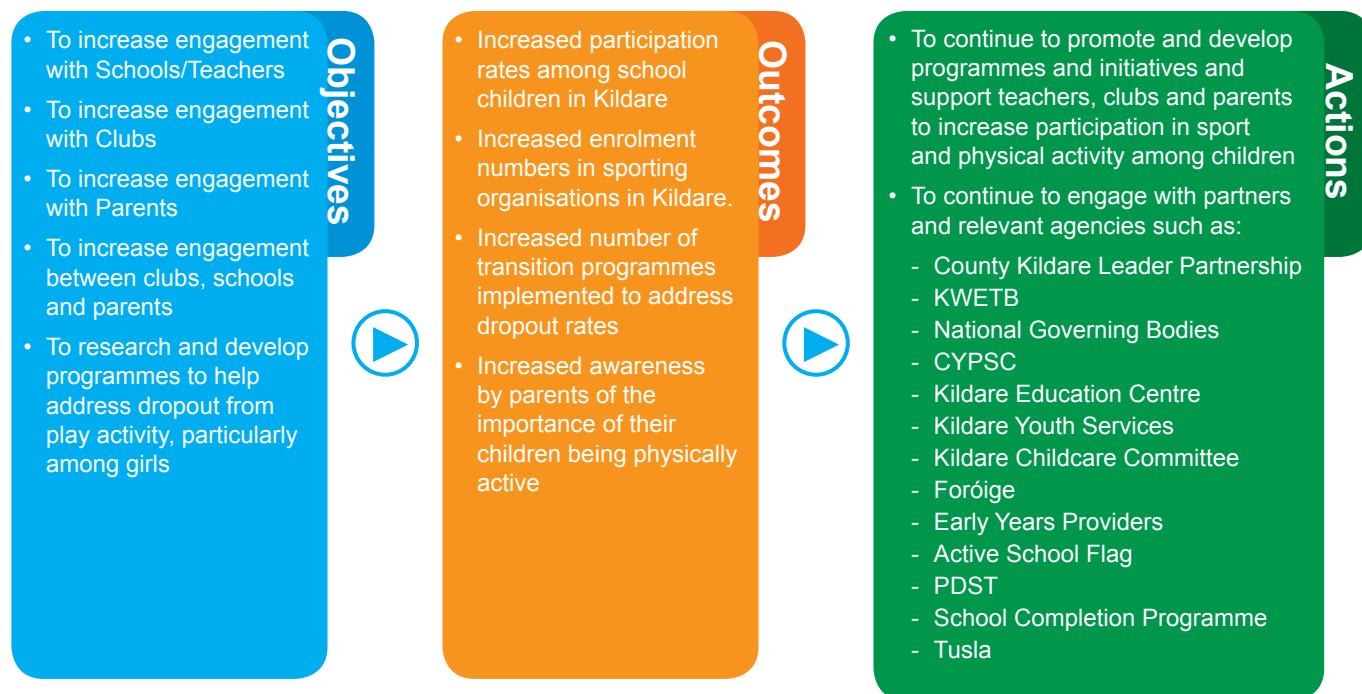 Objectives
• To increase engagement
with Schools/Teachers
• To increase engagement
with Clubs
• To increase engagement
with Parents
• To increase engagement
between clubs, schools
and parents
• To research and develop
programmes to help
address dropout from
play activity, particularly
among girls
Outcomes
• Increased participation
rates among school
children in Kildare
• Increased enrolment
numbers in sporting
organisations in Kildare.
• Increased number of
transition programmes
implemented to address
dropout rates
• Increased awareness
by parents of the
importance of their
children being physically
active
Actions
• To continue to promote and develop
programmes and initiatives and
support teachers, clubs and parents
to increase participation in sport
and physical activity among children
• To continue to engage with partners
and relevant agencies such as:
- County Kildare Leader Partnership
- KWETB
- National Governing Bodies
- CYPSC
- Kildare Education Centre
- Kildare Youth Services
- Kildare Childcare Committee
- Foróige
- Early Years Providers
- Active School Flag
- PDST
- School Completion Programme
- Tusla